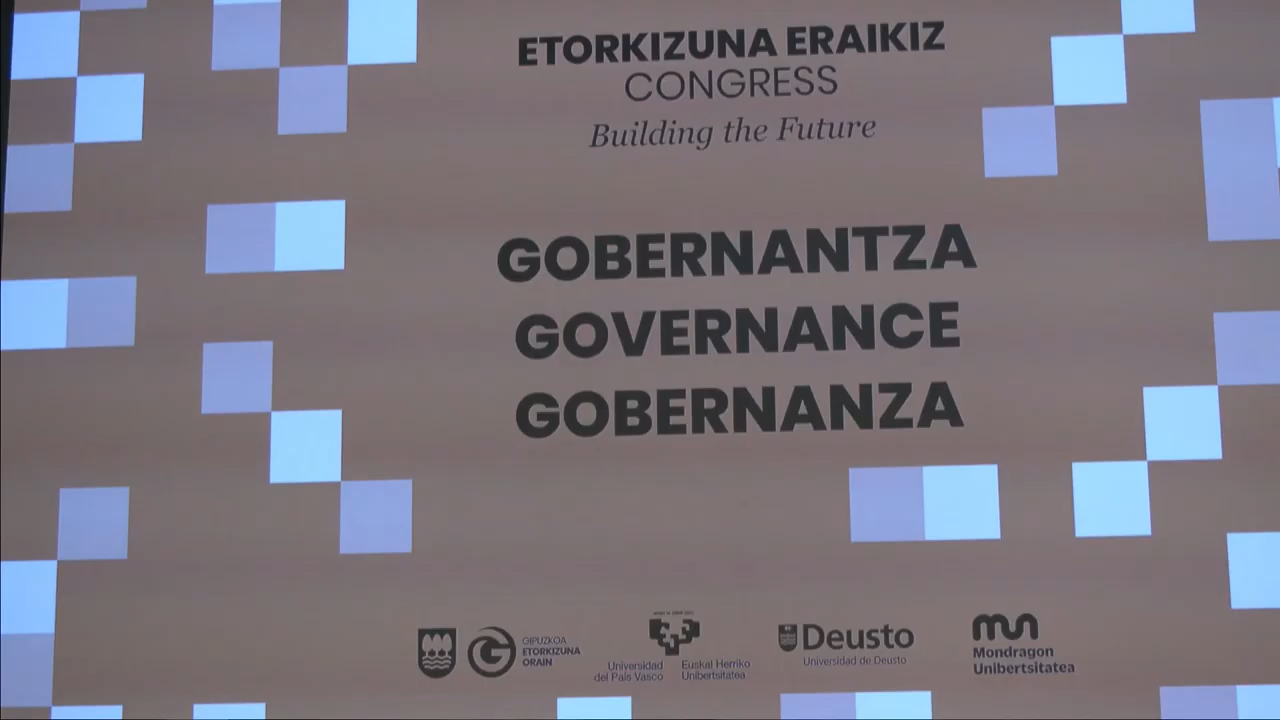 ETORKIZUNA ERAIKIZ
CONGRESS
Building the Future
GOBERNANTZA
GOVERNANCE
GOBERNANZA
GIPUZKOA
ETORKIZUNA
ORAIN
Universidad
del País Vasco
Euskal Herriko
Unibertsitatea
Deusto
Universidad de Deusto
Mondragon
Unibertsitatea